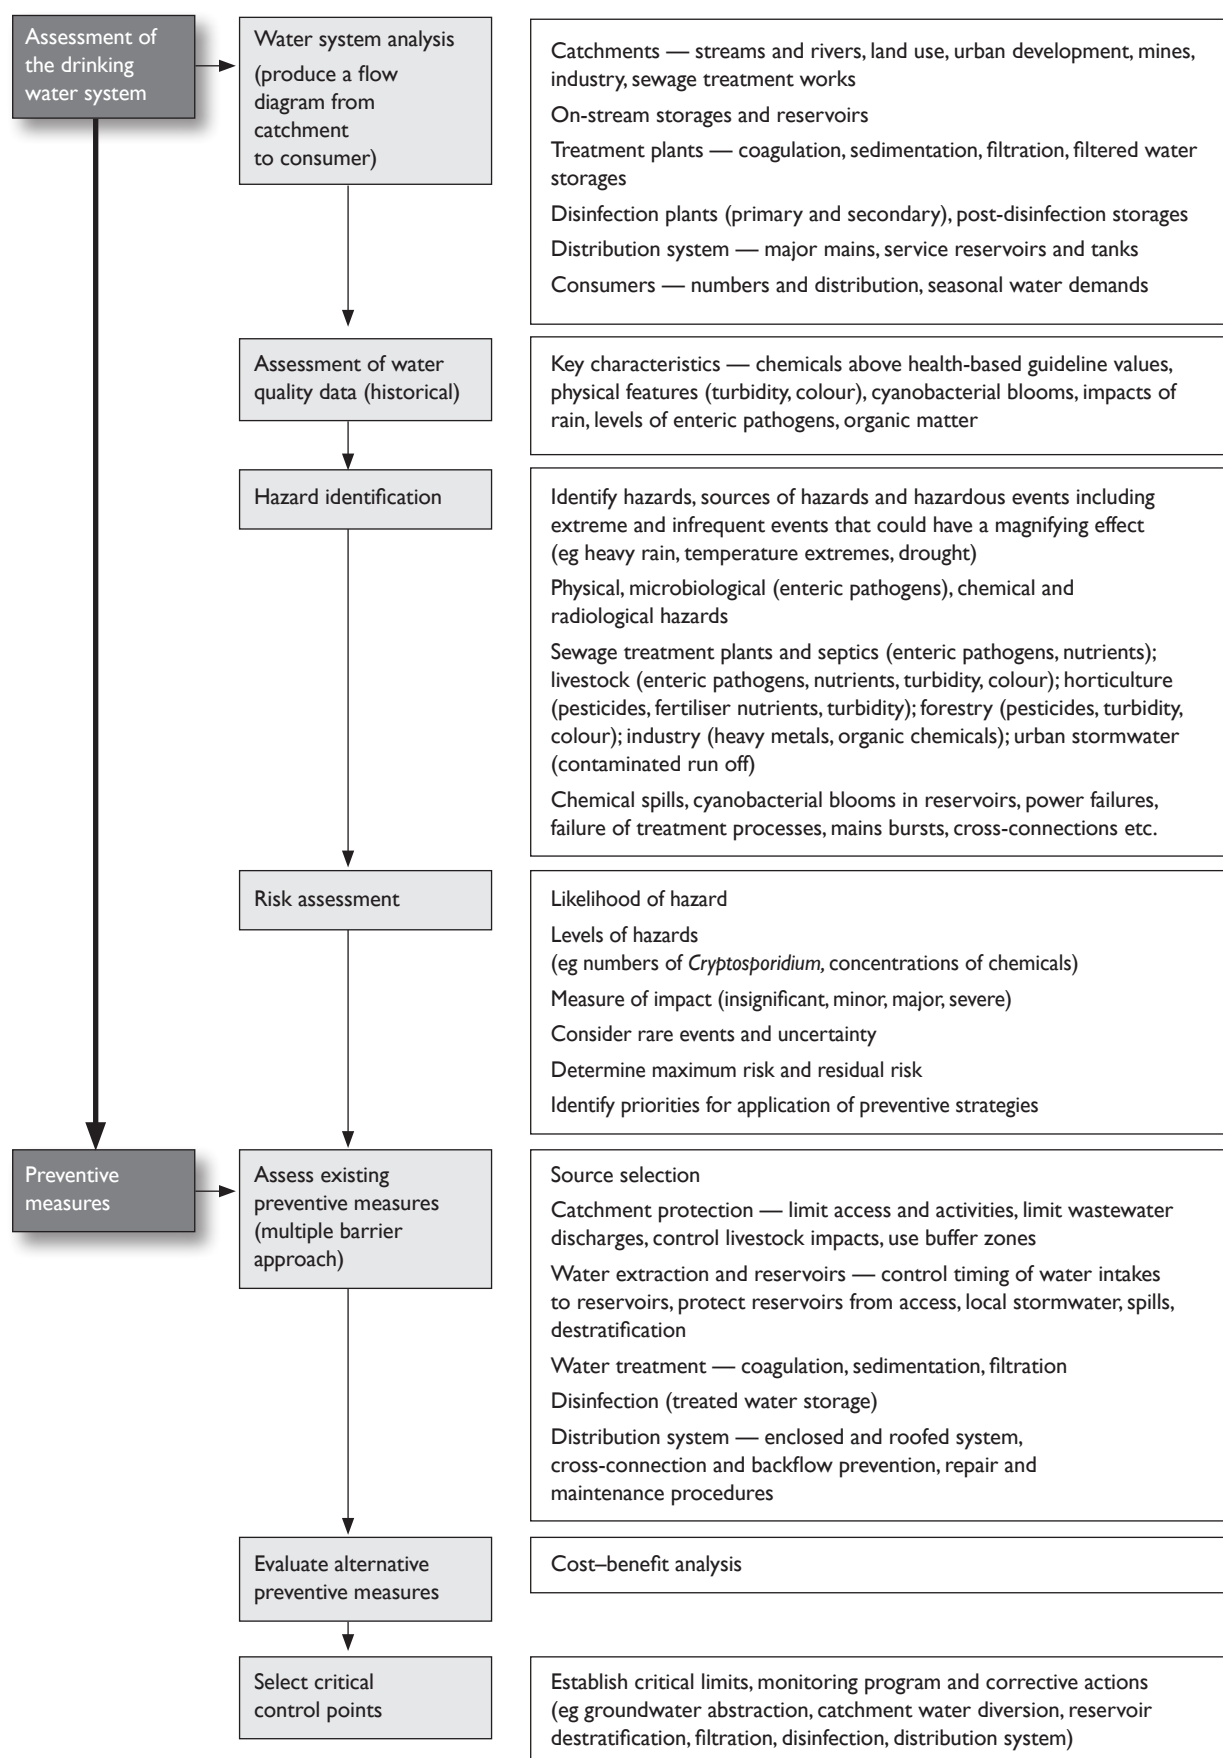 Assessment of
the drinking
water system
Water system analysis
(produce a flow
diagram from
catchment
to consumer)
Catchments — streams and rivers, land use, urban development, mines,
industry, sewage treatment works
On-stream storages and reservoirs
Treatment plants — coagulation, sedimentation, filtration, filtered water
storages
Disinfection plants (primary and secondary), post-disinfection storages
Distribution system — major mains, service reservoirs and tanks
Consumers — numbers and distribution, seasonal water demands
Assessment of water
quality data (historical)
Key characteristics — chemicals above health-based guideline values,
physical features (turbidity, colour), cyanobacterial blooms, impacts of
rain, levels of enteric pathogens, organic matter
Hazard identification
Identify hazards, sources of hazards and hazardous events including
extreme and infrequent events that could have a magnifying effect
(eg heavy rain, temperature extremes, drought)
Physical, microbiological (enteric pathogens), chemical and
radiological hazards
Sewage treatment plants and septics (enteric pathogens, nutrients);
livestock (enteric pathogens, nutrients, turbidity, colour); horticulture
(pesticides, fertiliser nutrients, turbidity); forestry (pesticides, turbidity,
colour); industry (heavy metals, organic chemicals); urban stormwater
(contaminated run off)
Chemical spills, cyanobacterial blooms in reservoirs, power failures,
failure of treatment processes, mains bursts, cross-connections etc.
Risk assessment
Likelihood of hazard
Levels of hazards
(eg numbers of Cryptosporidium, concentrations of chemicals)
Measure of impact (insignificant, minor, major, severe)
Consider rare events and uncertainty
Determine maximum risk and residual risk
Identify priorities for application of preventive strategies
Preventive
measures
Assess existing
preventive measures
(multiple barrier
approach)
Source selection
Catchment protection — limit access and activities, limit wastewater
discharges, control livestock impacts, use buffer zones
Water extraction and reservoirs — control timing of water intakes
to reservoirs, protect reservoirs from access, local stormwater, spills,
destratification
Water treatment — coagulation, sedimentation, filtration
Disinfection (treated water storage)
Distribution system — enclosed and roofed system,
cross-connection and backflow prevention, repair and
maintenance procedures
Evaluate alternative
preventive measures
Cost–benefit analysis
Select critical
control points
Establish critical limits, monitoring program and corrective actions
(eg groundwater abstraction, catchment water diversion, reservoir
destratification, filtration, disinfection, distribution system)